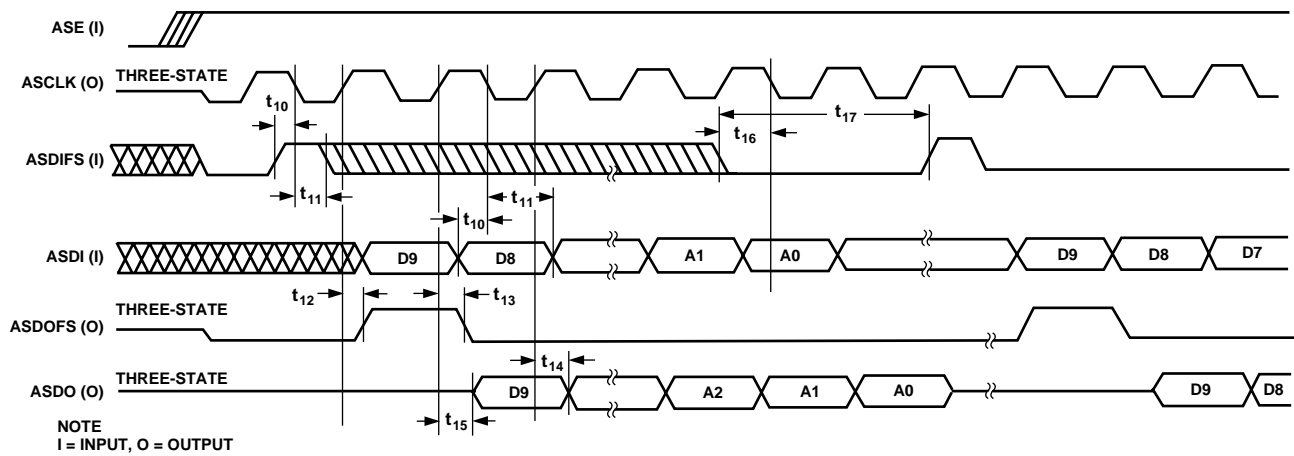 ASE (I)
ASCLK (O)
THREE-STATE
t10
t16
t17
ASDIFS (I)
t11
t10
t11
ASDI (I)
D9
D8
A1
A0
D9
D8
D7
t12
t13
THREE-STATE
ASDOFS (O)
t14
THREE-STATE
ASDO (O)
D9
A2
A1
A0
D9
D8
t15
NOTE
I = INPUT, O = OUTPUT